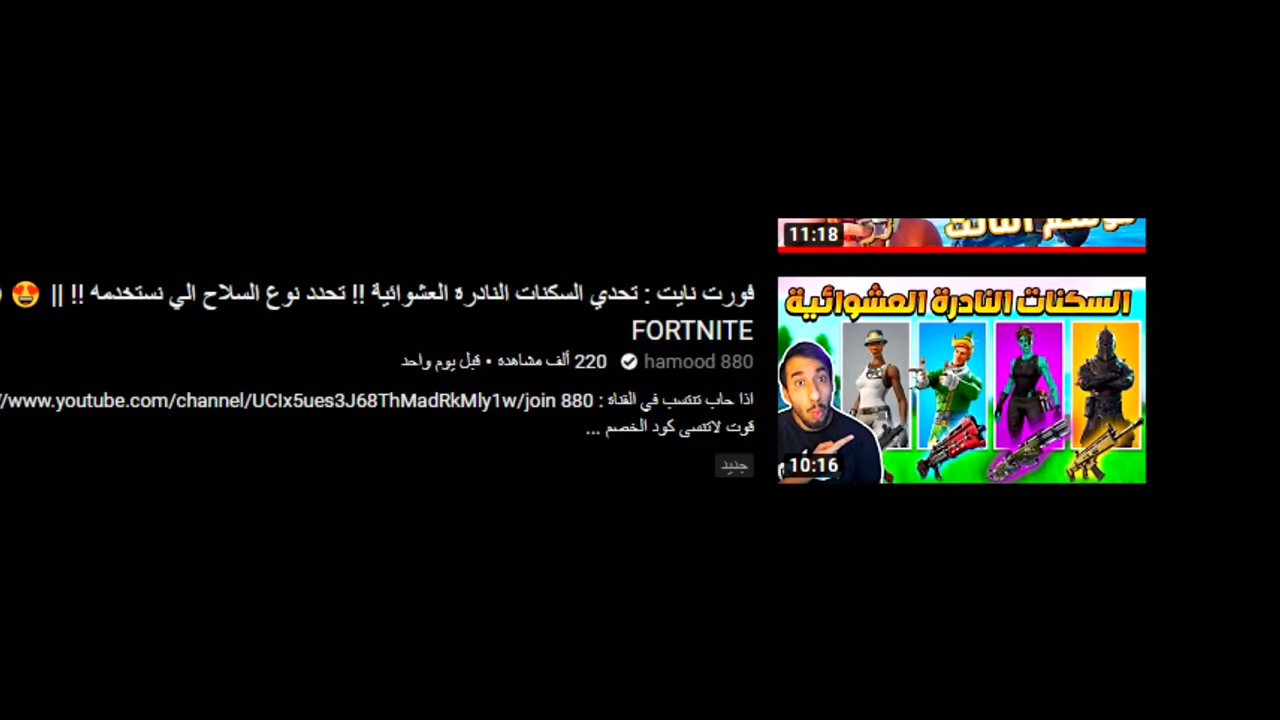 11:18
فورت نايت : تحدي السكنات النادره العشوائية !! تحدد نوع السلاح الي نستخدمه !! || 😍
FORTNITE
hamood 880 220 ألف مشاهدة • قبل يوم واحد
اذا حاب تنتسب في القناة : //www.youtube.com/channel/UCIx5ues3J68ThMadRkMly1w/join 880
قوت لاتنسى كود الخصم ...
جديد
السكنات النادرة العشوائية
10:16